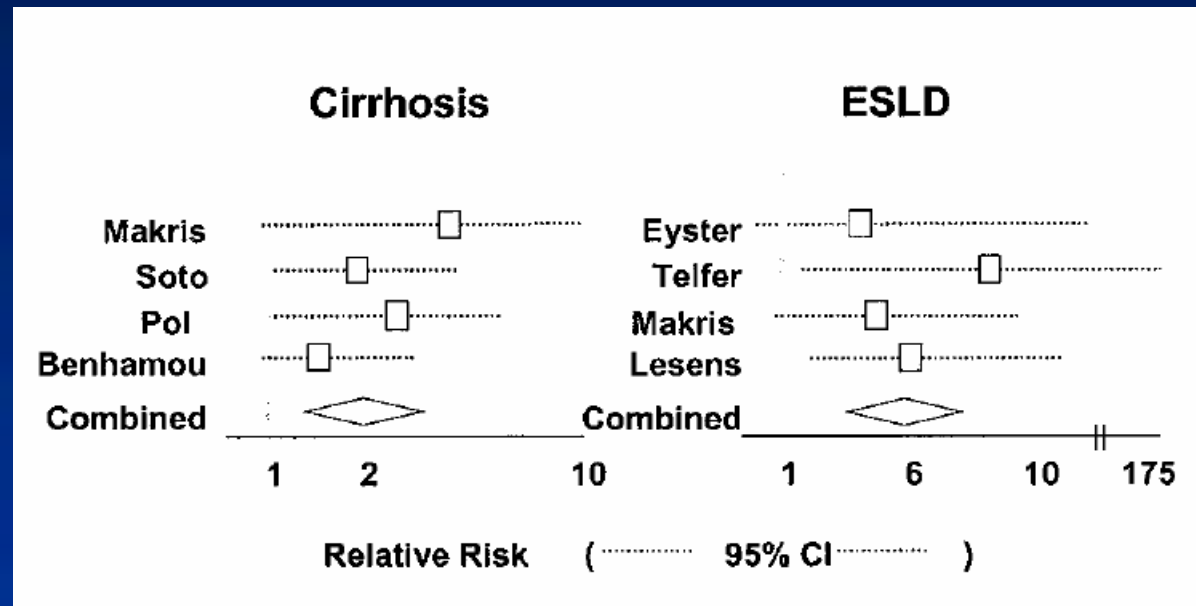 Cirrhosis ESLD
Makris Eyster
Soto Telfer
Pol Makris
Benhamou Lesens
Combined Combined
1 2 10 1 6 10 175
Relative Risk ( 95% CI )